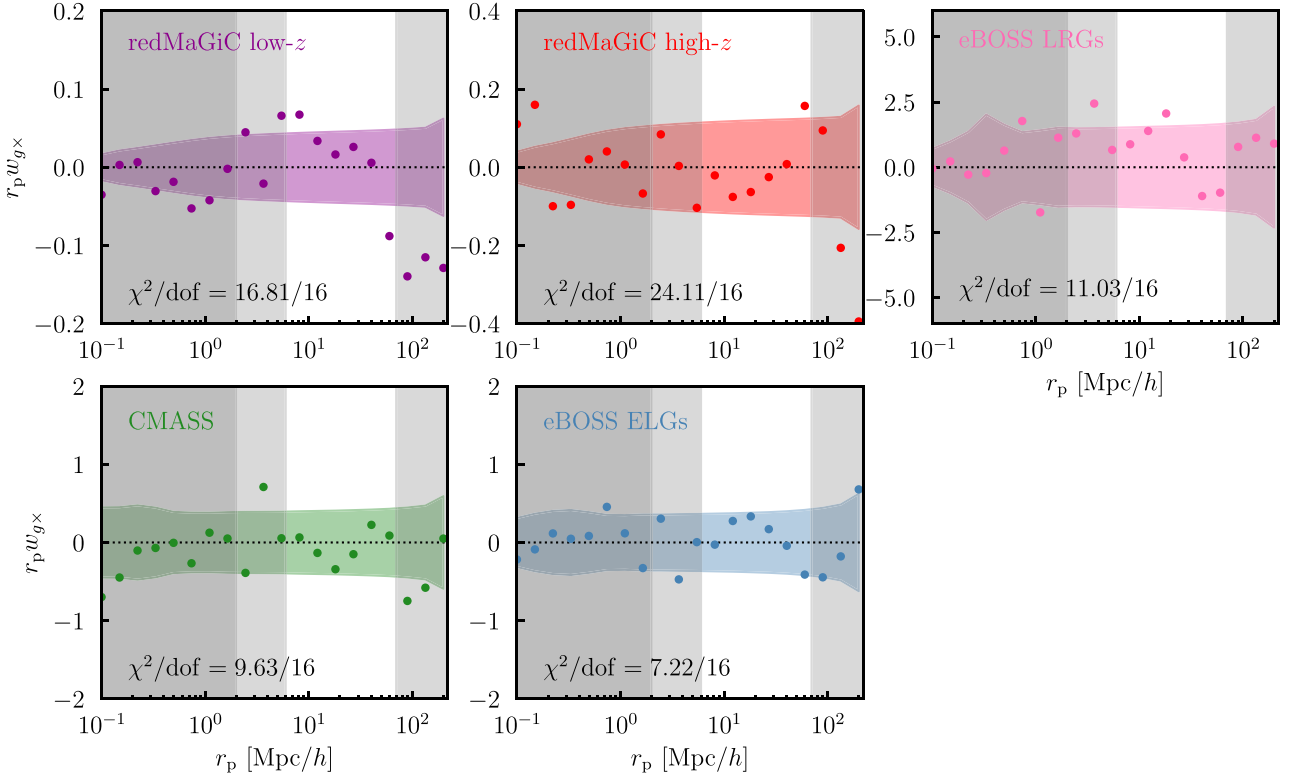 redMaGiC low-z
χ²/dof = 16.81/16
0.2
0.1
0.0
−0.1
−0.2
r_p w_g×
10⁻¹ 10⁰ 10¹ 10²
redMaGiC high-z
χ²/dof = 24.11/16
0.4
0.2
0.0
−0.2
−0.4
10⁻¹ 10⁰ 10¹ 10²
eBOSS LRGs
χ²/dof = 11.03/16
5.0
2.5
0.0
−2.5
−5.0
10⁻¹ 10⁰ 10¹ 10²
r_p [Mpc/h]
CMASS
χ²/dof = 9.63/16
2
1
0
−1
−2
r_p w_g×
10⁻¹ 10⁰ 10¹ 10²
r_p [Mpc/h]
eBOSS ELGs
χ²/dof = 7.22/16
2
1
0
−1
−2
10⁻¹ 10⁰ 10¹ 10²
r_p [Mpc/h]